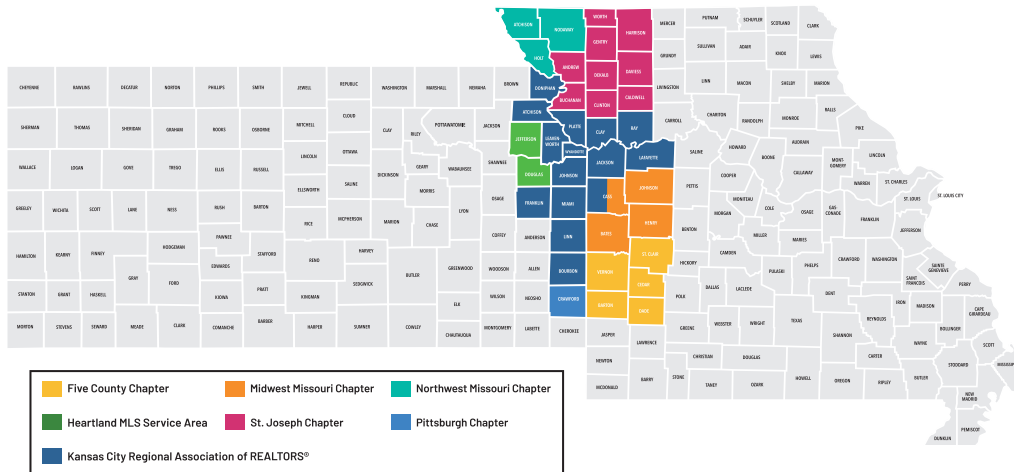 ATCHISON
NODAWAY
WORTH
HARRISON
MERCER
PUTNAM
SCHUYLER
SCOTLAND
CLARK
GENTRY
HOLT
ANDREW
DEKALB
DAVIESS
GRUNDY
SULLIVAN
ADAIR
KNOX
LEWIS
LINN
MACON
SHELBY
MARION
LIVINGSTON
BUCHANAN
CLINTON
CALDWELL
CHEYENNE
RAWLINS
DECATUR
NORTON
PHILLIPS
SMITH
JEWELL
REPUBLIC
WASHINGTON
MARSHALL
NEMAHA
BROWN
DONIPHAN
ATCHISON
PLATTE
CLAY
RAY
CARROLL
CHARITON
RANDOLPH
MONROE
RALLS
PIKE
SHERMAN
THOMAS
SHERIDAN
GRAHAM
ROOKS
OSBORNE
MITCHELL
CLOUD
CLAY
RILEY
POTTAWATOMIE
JACKSON
JEFFERSON
LEAVEN
WORTH
WYANDOTTE
JACKSON
LAFAYETTE
SALINE
HOWARD
BOONE
AUDRAIN
CALLAWAY
MONT-
GOMERY
LINCOLN
WARREN
ST. CHARLES
ST. LOUIS
ST. LOUIS CITY
WALLACE
LOGAN
GOVE
TREGO
ELLIS
RUSSELL
LINCOLN
OTTAWA
DICKINSON
GEARY
WABAUNSEE
SHAWNEE
DOUGLAS
JOHNSON
CASS
JOHNSON
PETTIS
COOPER
MONITEAU
COLE
OSAGE
GAS-
CONADE
FRANKLIN
JEFFERSON
ELLSWORTH
SALINE
MORRIS
GREELEY
WICHITA
SCOTT
LANE
NESS
RUSH
BARTON
RICE
MCPHERSON
MARION
CHASE
LYON
OSAGE
FRANKLIN
MIAMI
BATES
HENRY
BENTON
MORGAN
MILLER
MARIES
CAMDEN
HAMILTON
KEARNY
FINNEY
HODGEMAN
PAWNEE
STAFFORD
RENO
HARVEY
BUTLER
GREENWOOD
COFFEY
WOODSON
ANDERSON
ALLEN
LINN
BOURBON
VERNON
ST. CLAIR
CEDAR
HICKORY
PULASKI
PHELPS
CRAWFORD
WASHINGTON
SAINTE
GENEVIEVE
SAINT
FRANCOIS
PERRY
GRAY
FORD
EDWARDS
PRATT
KINGMAN
SEDGWICK
STANTON
GRANT
HASKELL
KIOWA
ELK
WILSON
NEOSHO
CRAWFORD
BARTON
DADE
POLK
DALLAS
LACLEDE
DENT
IRON
MADISON
CAPE
GIRARDEAU
REYNOLDS
BOLLINGER
MORTON
STEVENS
SEWARD
MEADE
CLARK
COMANCHE
BARBER
HARPER
SUMNER
COWLEY
CHAUTAUQUA
MONTGOMERY
LABETTE
CHEROKEE
JASPER
LAWRENCE
GREENE
WEBSTER
WRIGHT
TEXAS
SHANNON
WAYNE
SCOTT
NEWTON
CHRISTIAN
DOUGLAS
CARTER
STODDARD
MCDONALD
BARRY
STONE
TANEY
OZARK
HOWELL
OREGON
RIPLEY
BUTLER
NEW
MADRID
PEMISCOT
DUNKLIN
Five County Chapter
Midwest Missouri Chapter
Northwest Missouri Chapter
Heartland MLS Service Area
St. Joseph Chapter
Pittsburgh Chapter
Kansas City Regional Association of REALTORS®